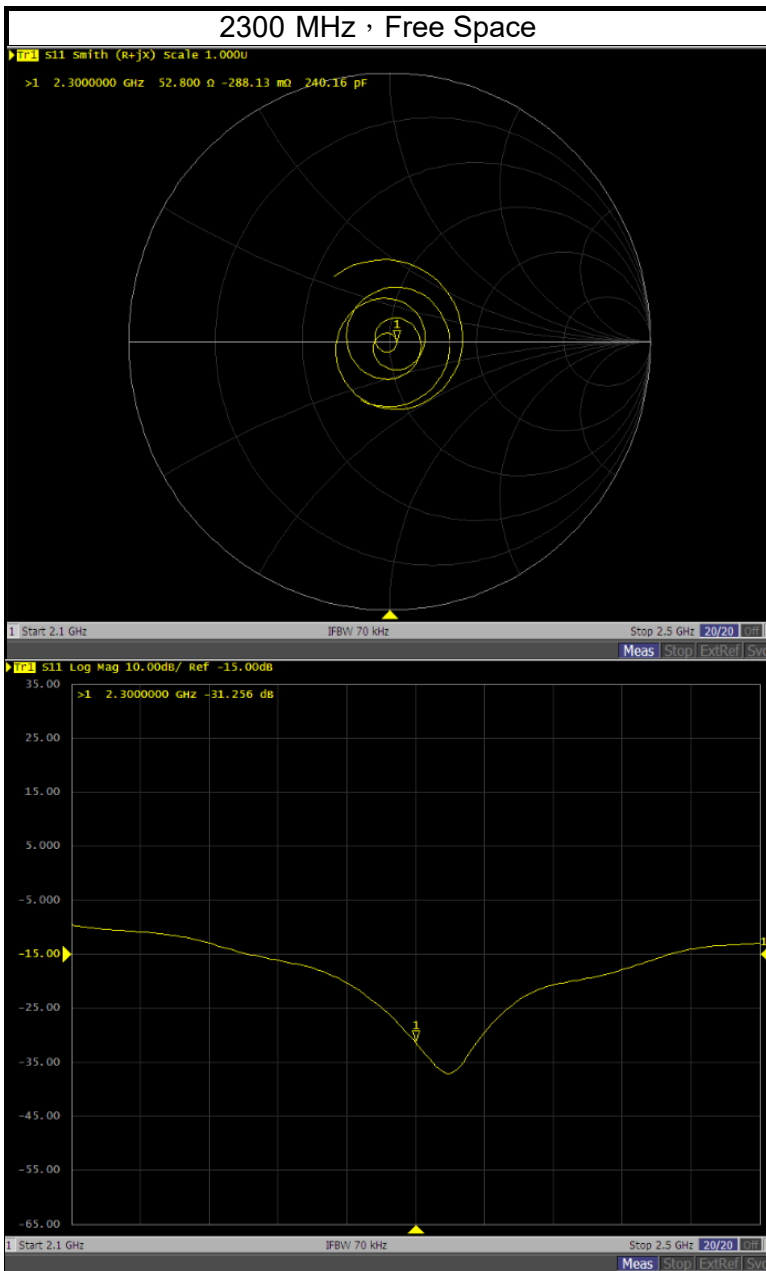 2300 MHz，Free Space
Tr1 S11 Smith (R+jX) Scale 1.000U
>1 2.3000000 GHz 52.800 Ω -288.13 mΩ 240.16 pF
1
1 Start 2.1 GHz IFBW 70 kHz Stop 2.5 GHz 20/20 Off
Meas Stop ExtRef Svc
Tr1 S11 Log Mag 10.00dB/ Ref -15.00dB
35.00
>1 2.3000000 GHz -31.256 dB
25.00
15.00
5.000
-5.000
1
-15.00
-25.00
1
-35.00
-45.00
-55.00
-65.00
1 Start 2.1 GHz IFBW 70 kHz Stop 2.5 GHz 20/20 Off
Meas Stop ExtRef Svc